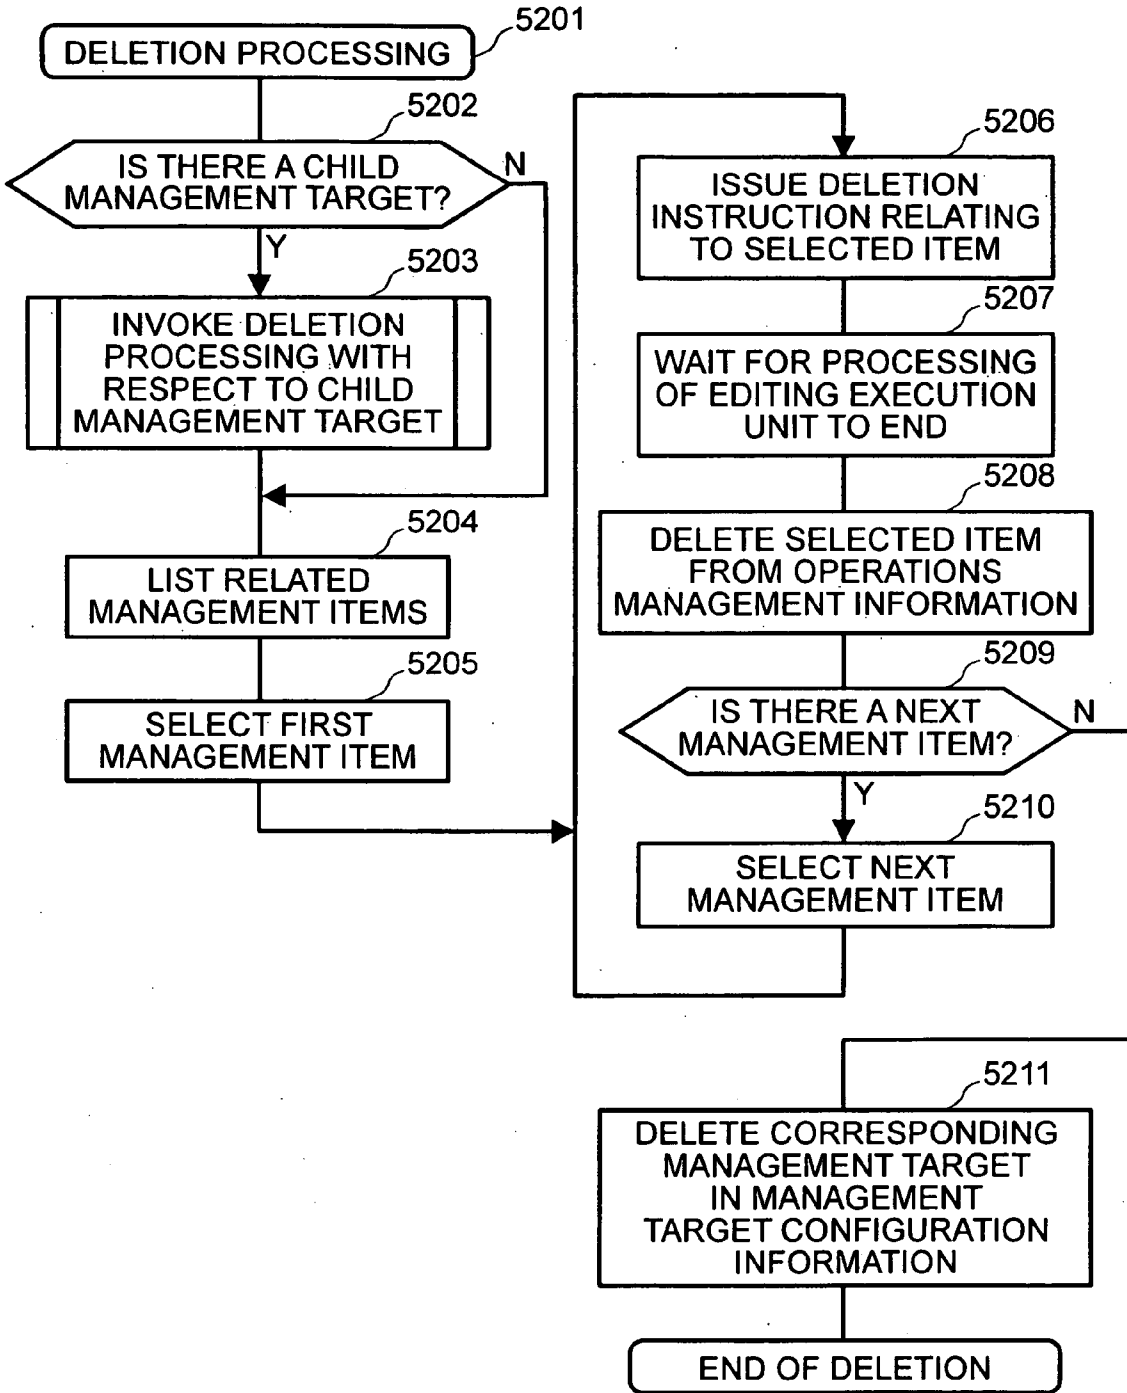 5201
DELETION PROCESSING
5202
IS THERE A CHILD
MANAGEMENT TARGET?
N
Y
5203
INVOKE DELETION
PROCESSING WITH
RESPECT TO CHILD
MANAGEMENT TARGET
5204
LIST RELATED
MANAGEMENT ITEMS
5205
SELECT FIRST
MANAGEMENT ITEM
5206
ISSUE DELETION
INSTRUCTION RELATING
TO SELECTED ITEM
5207
WAIT FOR PROCESSING
OF EDITING EXECUTION
UNIT TO END
5208
DELETE SELECTED ITEM
FROM OPERATIONS
MANAGEMENT INFORMATION
5209
IS THERE A NEXT
MANAGEMENT ITEM?
N
Y
5210
SELECT NEXT
MANAGEMENT ITEM
5211
DELETE CORRESPONDING
MANAGEMENT TARGET
IN MANAGEMENT
TARGET CONFIGURATION
INFORMATION
END OF DELETION